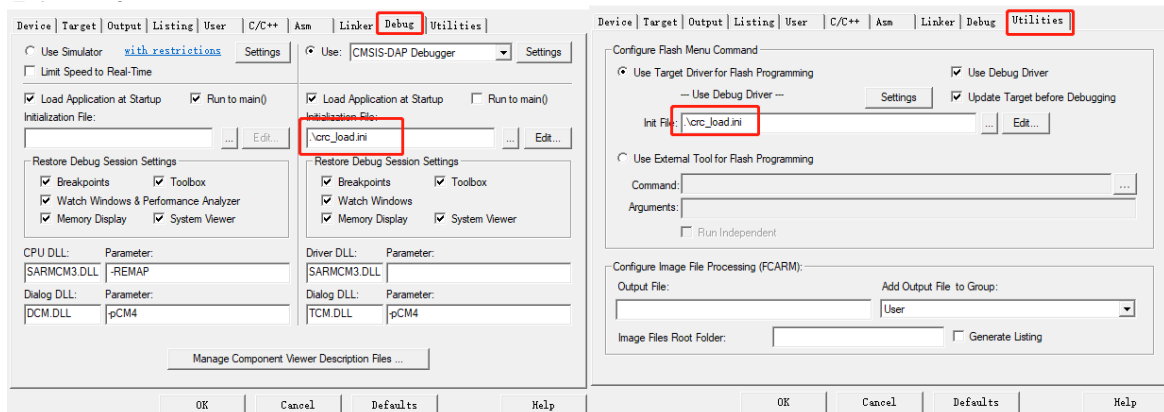 Device Target Output Listing User C/C++ Asm Linker Debug Utilities
Use Simulator with restrictions Settings
Limit Speed to Real-Time
Load Application at Startup Run to main()
Initialization File:
... Edit...
Restore Debug Session Settings
Breakpoints Toolbox
Watch Windows & Performance Analyzer
Memory Display System Viewer
CPU DLL: Parameter:
SARMCM3.DLL -REMAP
Dialog DLL: Parameter:
DCM.DLL -pCM4
Use: CMSIS-DAP Debugger Settings
Load Application at Startup Run to main()
Initialization File:
.\crc_load.ini ... Edit...
Restore Debug Session Settings
Breakpoints Toolbox
Watch Windows
Memory Display System Viewer
Driver DLL: Parameter:
SARMCM3.DLL
Dialog DLL: Parameter:
TCM.DLL -pCM4
Manage Component Viewer Description Files ...
OK Cancel Defaults Help
Device Target Output Listing User C/C++ Asm Linker Debug Utilities
Configure Flash Menu Command
Use Target Driver for Flash Programming Use Debug Driver
-- Use Debug Driver -- Settings Update Target before Debugging
Init File: .\crc_load.ini ... Edit...
Use External Tool for Flash Programming
Command: ...
Arguments:
Run Independent
Configure Image File Processing (FCARM):
Output File: Add Output File to Group:
User
Image Files Root Folder: Generate Listing
OK Cancel Defaults Help